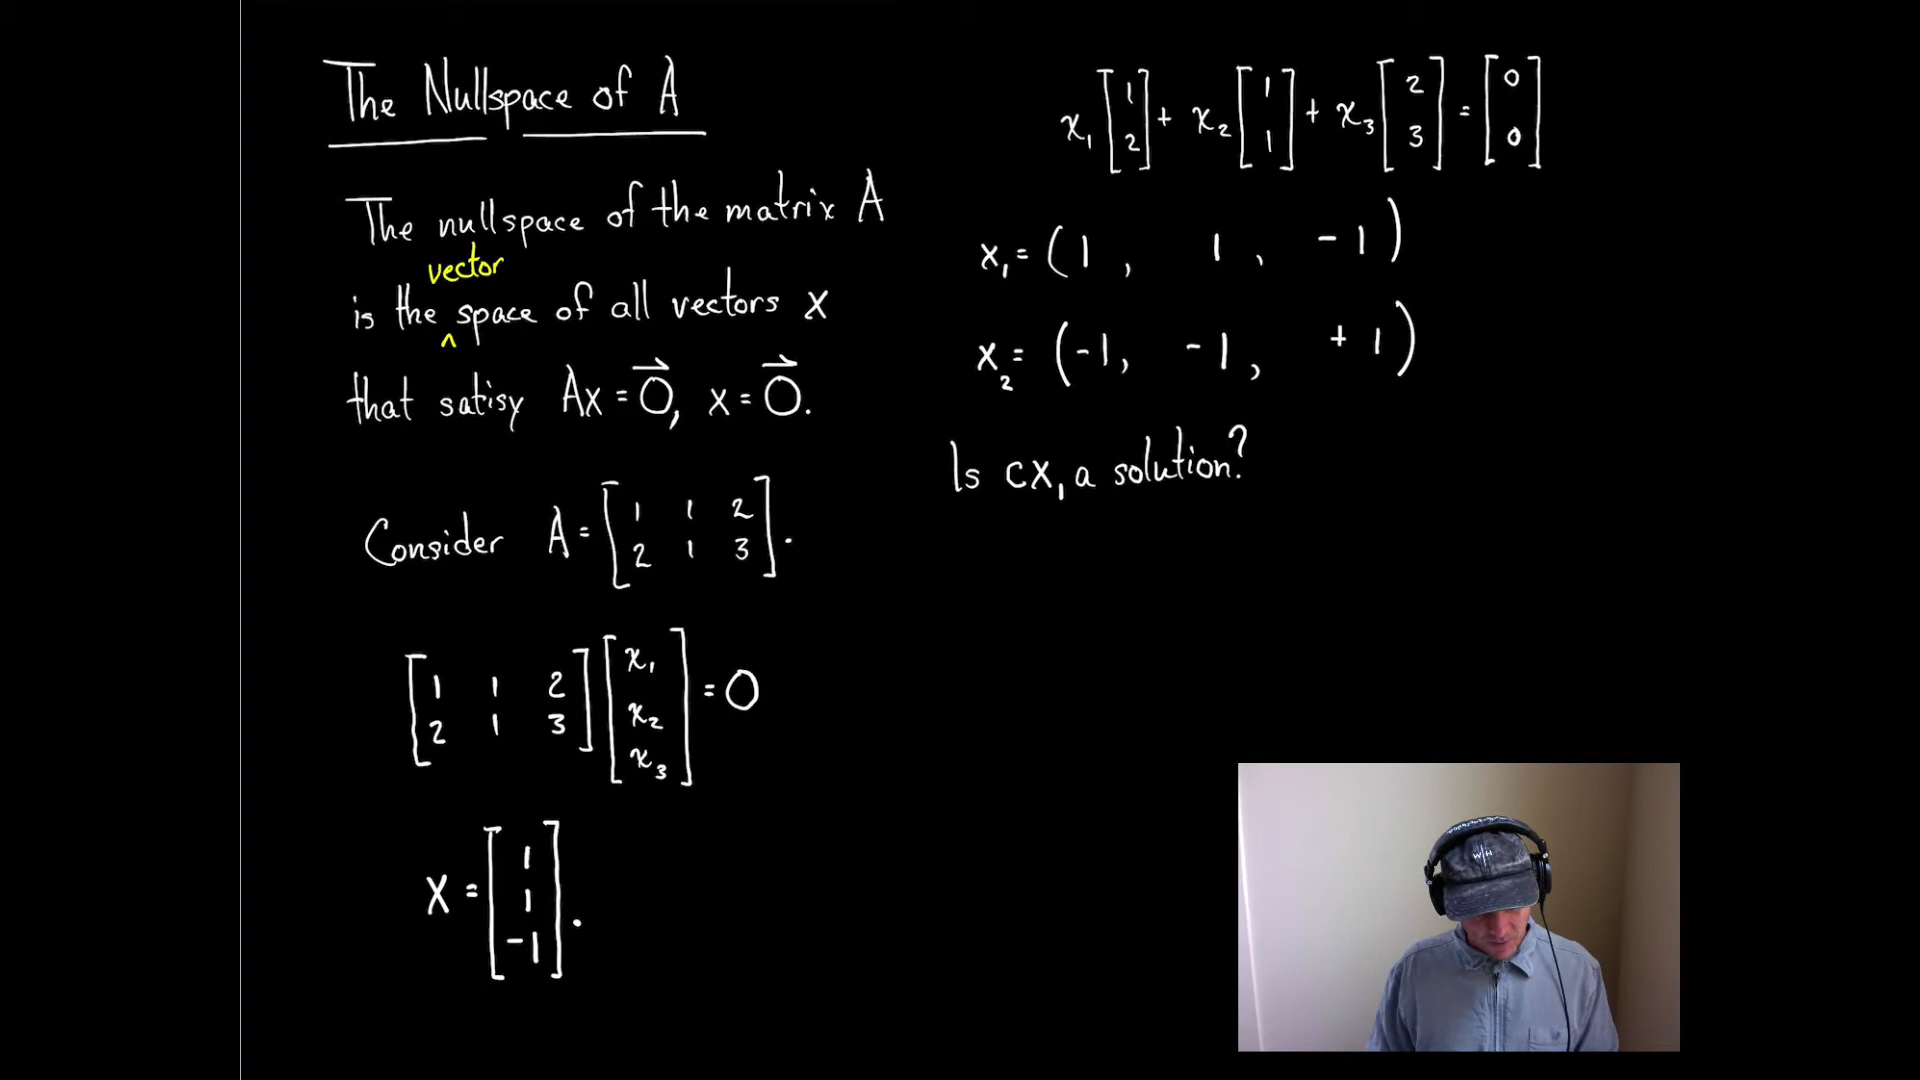 The Nullspace of A
The nullspace of the matrix A
vector
is the ^ space of all vectors x
that satisy Ax = 0⃗, x = 0⃗.
Consider A = [1 1 2; 2 1 3].
[1 1 2; 2 1 3] [x₁; x₂; x₃] = 0
X = [1; 1; -1].
x₁ [1; 2] + x₂ [1; 1] + x₃ [2; 3] = [0; 0]
x₁ = (1, 1, -1)
x₂ = (-1, -1, +1)
Is cx₁ a solution?
W|H